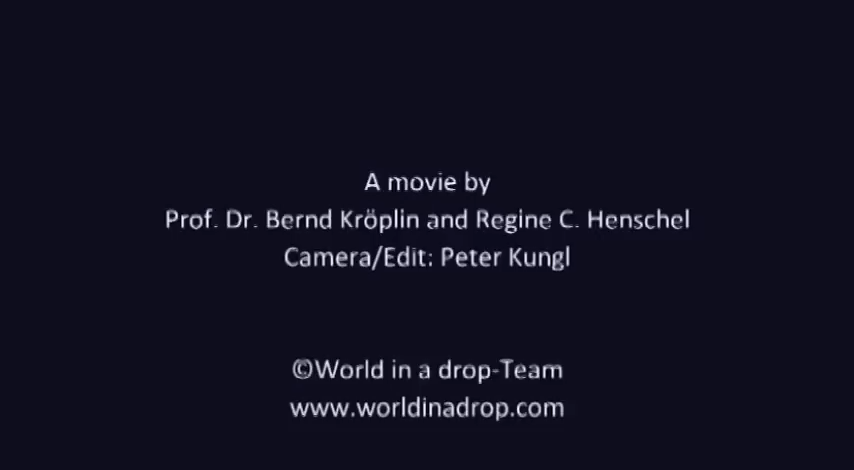 A movie by
Prof. Dr. Bernd Kröplin and Regine C. Henschel
Camera/Edit: Peter Kungl
©World in a drop-Team
www.worldinadrop.com